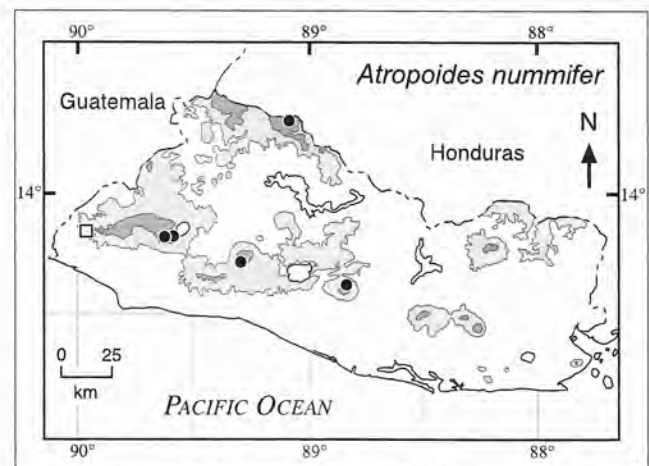 90° 89° 88°
Atropoides nummifer
Guatemala
N
Honduras
14° 14°
0 25
km
PACIFIC OCEAN
90° 89° 88°